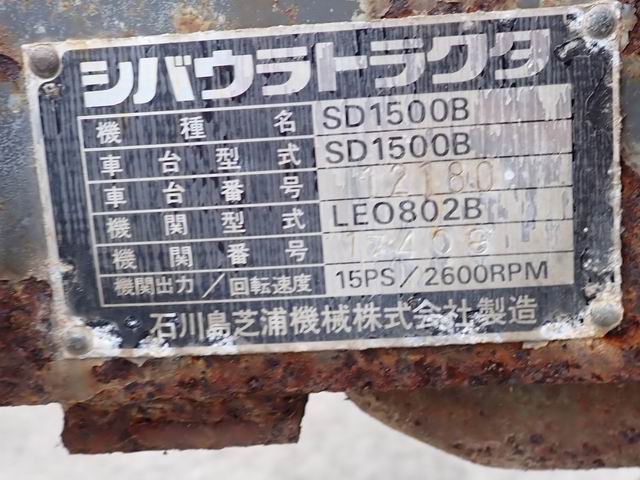 シバウラトラクタ
機種名 SD1500B
車台型式 SD1500B
車台番号 12180
機関型式 LEO802B
機関番号
機関出力/回転速度 15PS/2600RPM
石川島芝浦機械株式会社製造